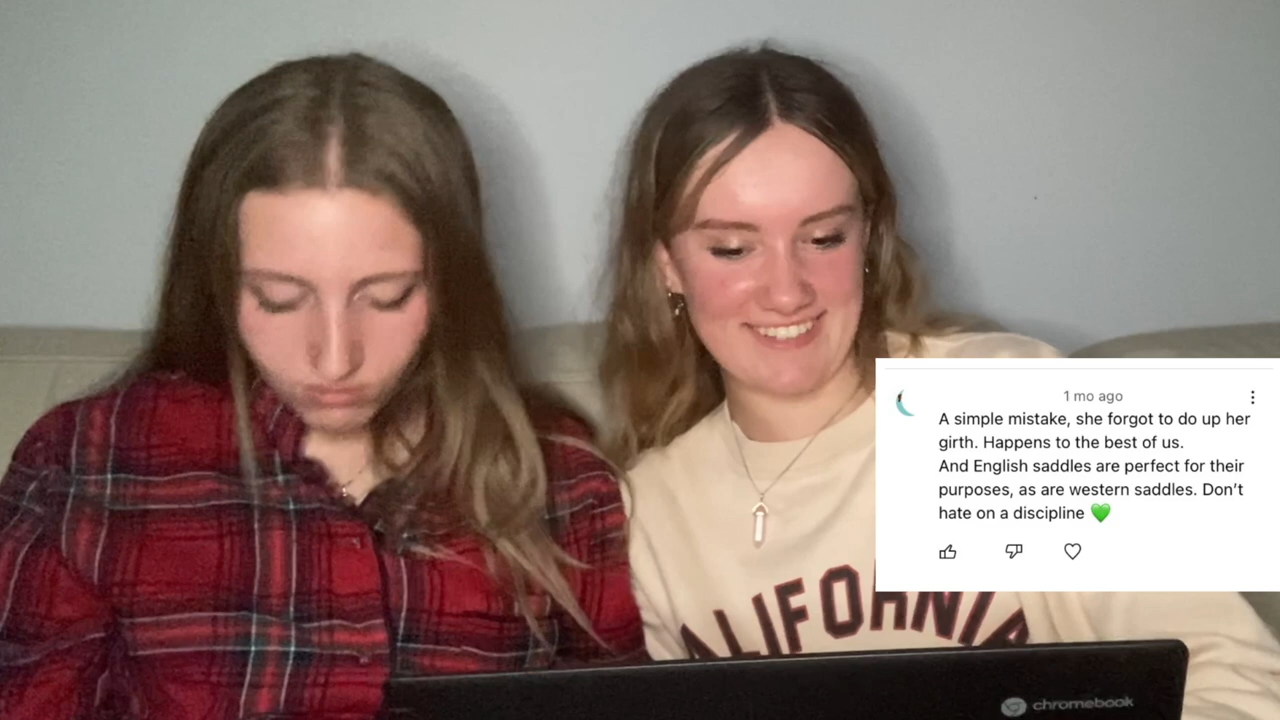 1 mo ago
A simple mistake, she forgot to do up her
girth. Happens to the best of us.
And English saddles are perfect for their
purposes, as are western saddles. Don't
hate on a discipline 💚
ALIFORNIA
chromebook